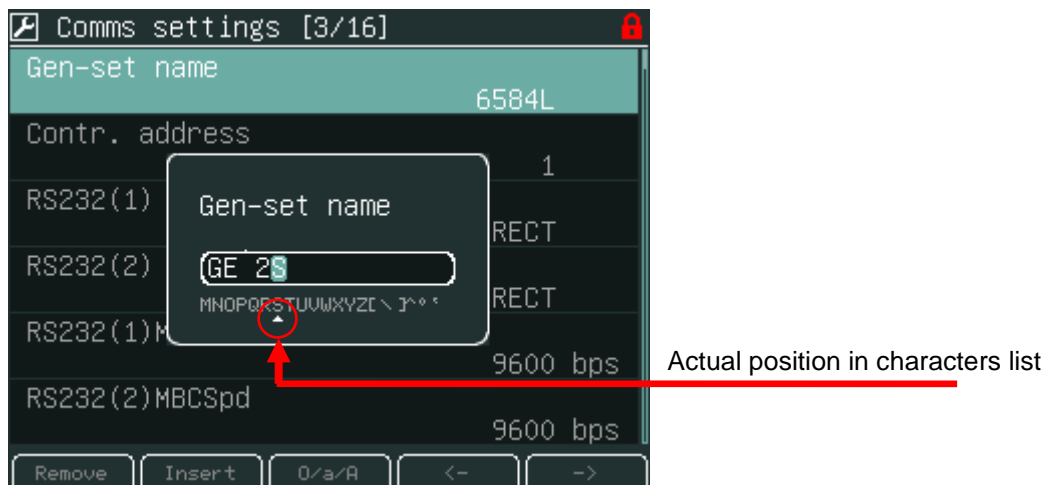 Comms settings [3/16]
Gen-set name
6584L
Contr. address
1
RS232(1)
RECT
Gen-set name
RS232(2)
RECT
GE 2S
MNOPQRSTUVWXYZ[\]^°
RS232(1)M
9600 bps
Actual position in characters list
RS232(2)MBCSpd
9600 bps
Remove Insert 0/a/A <- ->